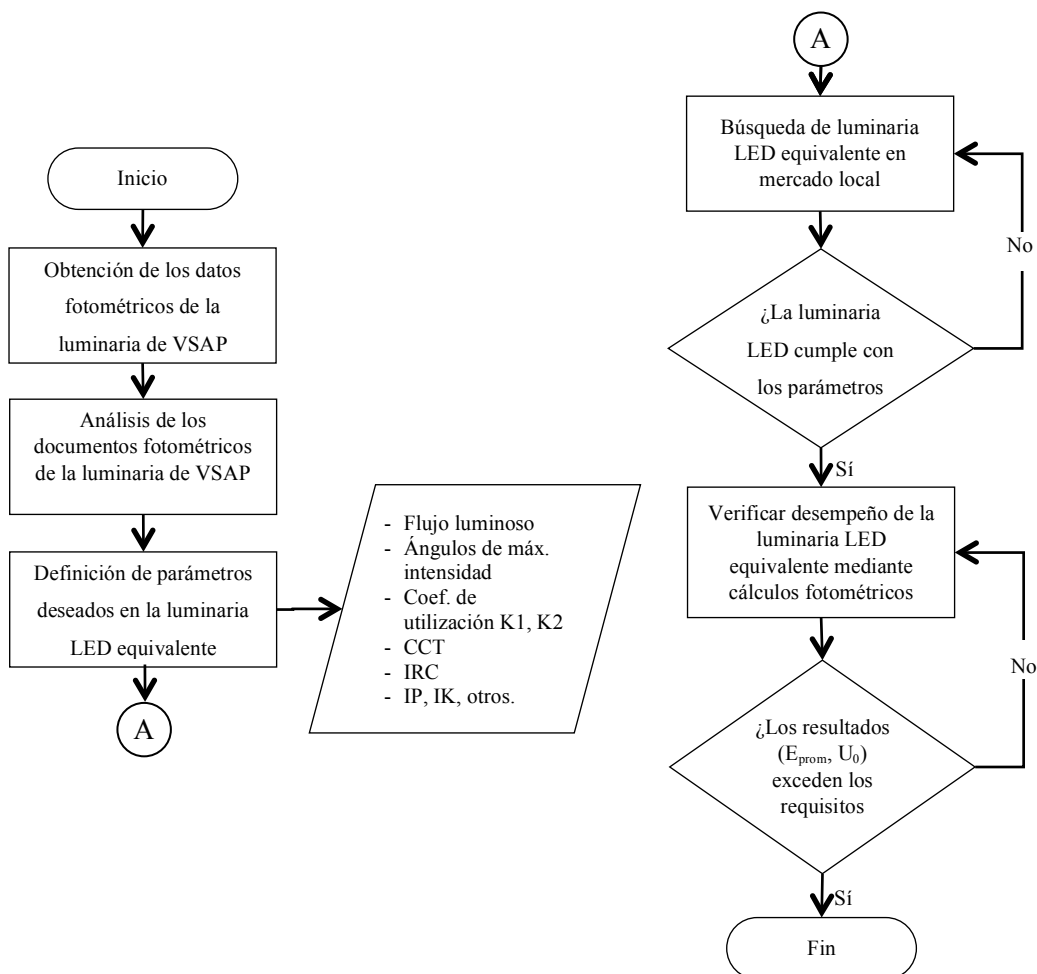 Inicio
Obtención de los datos
fotométricos de la
luminaria de VSAP
Análisis de los
documentos fotométricos
de la luminaria de VSAP
Definición de parámetros
deseados en la luminaria
LED equivalente
A
- Flujo luminoso
- Ángulos de máx.
intensidad
- Coef. de
utilización K1, K2
- CCT
- IRC
- IP, IK, otros.
A
Búsqueda de luminaria
LED equivalente en
mercado local
No
¿La luminaria
LED cumple con
los parámetros
Sí
Verificar desempeño de la
luminaria LED
equivalente mediante
cálculos fotométricos
No
¿Los resultados
(Eprom, U0)
exceden los
requisitos
Sí
Fin